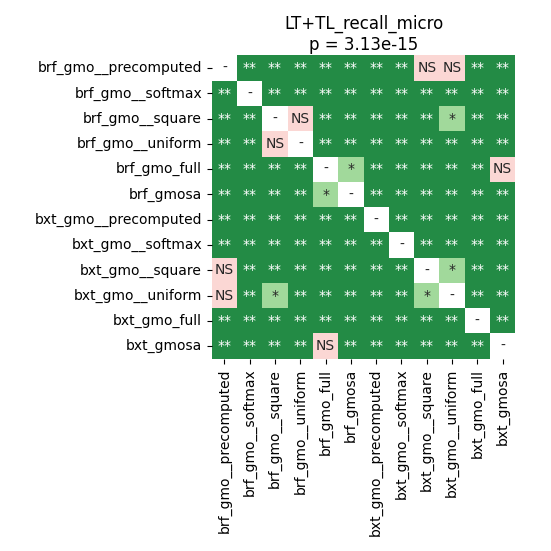 LT+TL_recall_micro
p = 3.13e-15
brf_gmo__precomputed - ** ** ** ** ** ** ** NS NS ** **
brf_gmo__softmax ** - ** ** ** ** ** ** ** ** ** **
brf_gmo__square ** ** - NS ** ** ** ** ** * ** **
brf_gmo__uniform ** ** NS - ** ** ** ** ** ** ** **
brf_gmo_full ** ** ** ** - * ** ** ** ** ** NS
brf_gmosa ** ** ** ** * - ** ** ** ** ** **
bxt_gmo__precomputed ** ** ** ** ** ** - ** ** ** ** **
bxt_gmo__softmax ** ** ** ** ** ** ** - ** ** ** **
bxt_gmo__square NS ** ** ** ** ** ** ** - * ** **
bxt_gmo__uniform NS ** * ** ** ** ** ** * - ** **
bxt_gmo_full ** ** ** ** ** ** ** ** ** ** - **
bxt_gmosa ** ** ** ** NS ** ** ** ** ** ** -
brf_gmo__precomputed
brf_gmo__softmax
brf_gmo__square
brf_gmo__uniform
brf_gmo_full
brf_gmosa
bxt_gmo__precomputed
bxt_gmo__softmax
bxt_gmo__square
bxt_gmo__uniform
bxt_gmo_full
bxt_gmosa